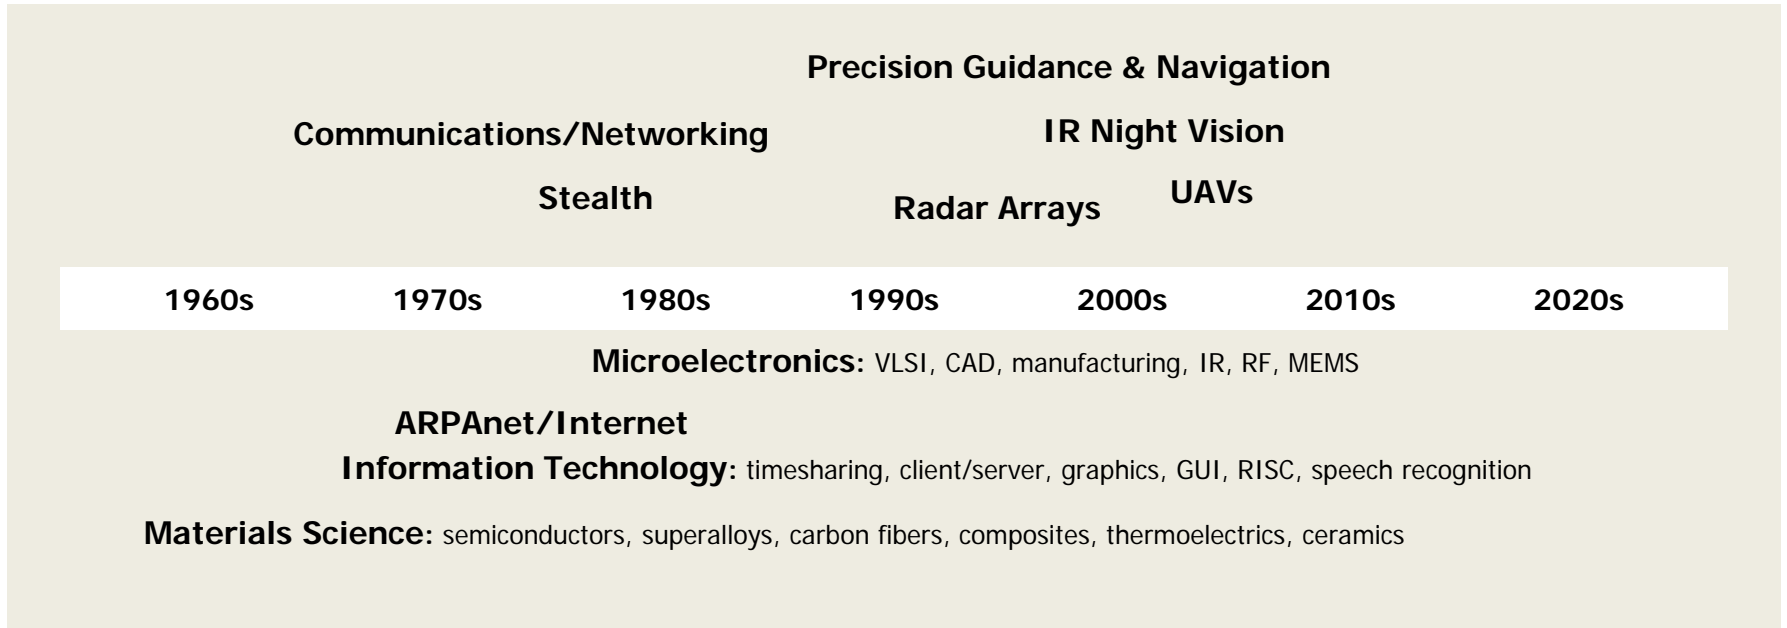 Precision Guidance & Navigation
Communications/Networking
IR Night Vision
Stealth
Radar Arrays
UAVs
1960s 1970s 1980s 1990s 2000s 2010s 2020s
Microelectronics: VLSI, CAD, manufacturing, IR, RF, MEMS
ARPAnet/Internet
Information Technology: timesharing, client/server, graphics, GUI, RISC, speech recognition
Materials Science: semiconductors, superalloys, carbon fibers, composites, thermoelectrics, ceramics